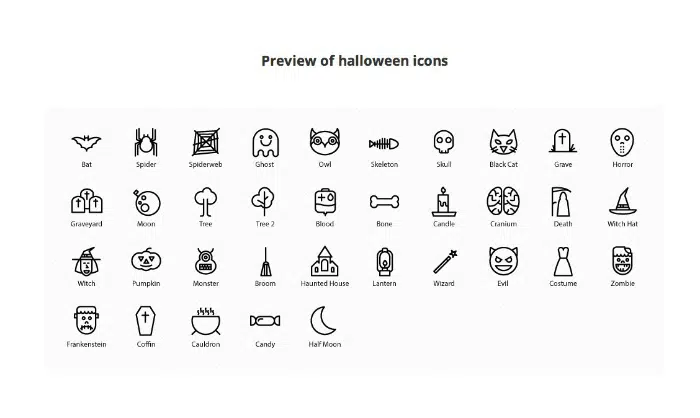 Preview of halloween icons
Bat Spider Spiderweb Ghost Owl Skeleton Skull Black Cat Grave Horror
Graveyard Moon Tree Tree 2 Blood Bone Candle Cranium Death Witch Hat
Witch Pumpkin Monster Broom Haunted House Lantern Wizard Evil Costume Zombie
Frankenstein Coffin Cauldron Candy Half Moon